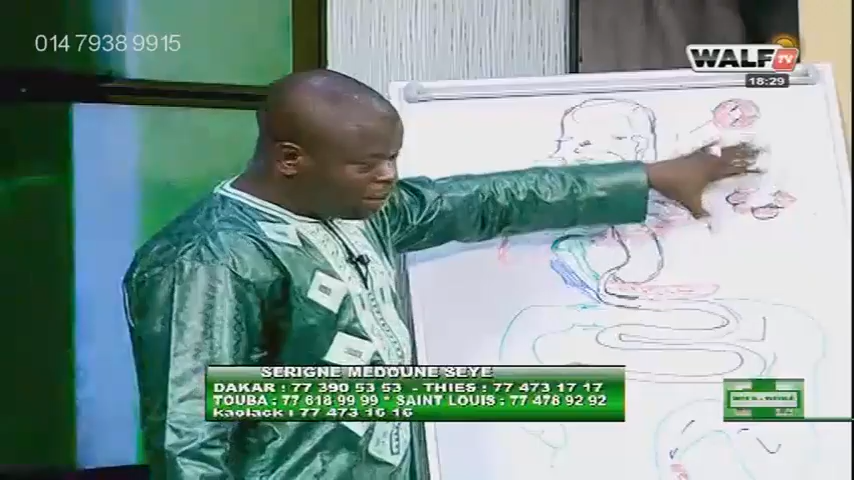 014 7938 9915
WALF TV
18:29
SERIGNE MEDOUNE SEYE
DAKAR : 77 390 53 53 - THIES : 77 473 17 17
TOUBA : 77 618 99 99 * SAINT LOUIS : 77 478 92 92
kaolack : 77 473 16 16